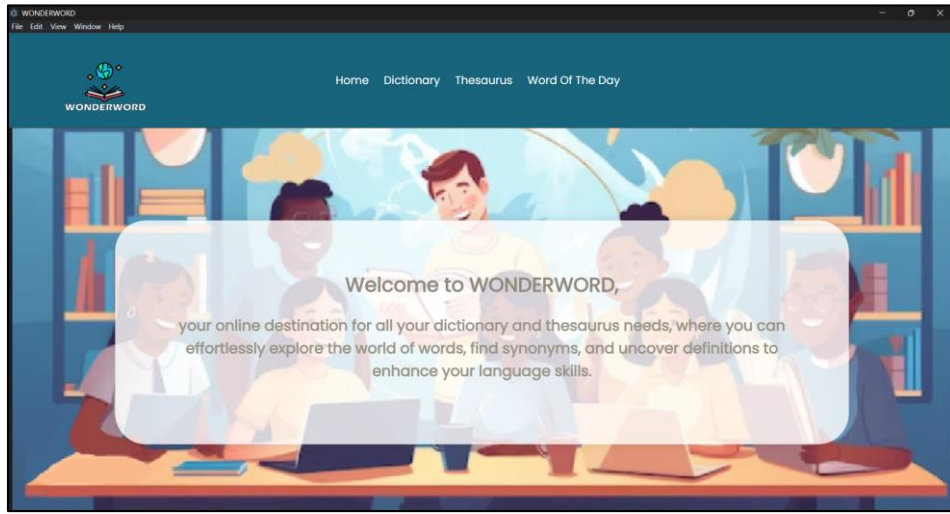 WONDERWORD
File Edit View Window Help
WONDERWORD
Home Dictionary Thesaurus Word Of The Day
Welcome to WONDERWORD,
your online destination for all your dictionary and thesaurus needs, where you can
effortlessly explore the world of words, find synonyms, and uncover definitions to
enhance your language skills.